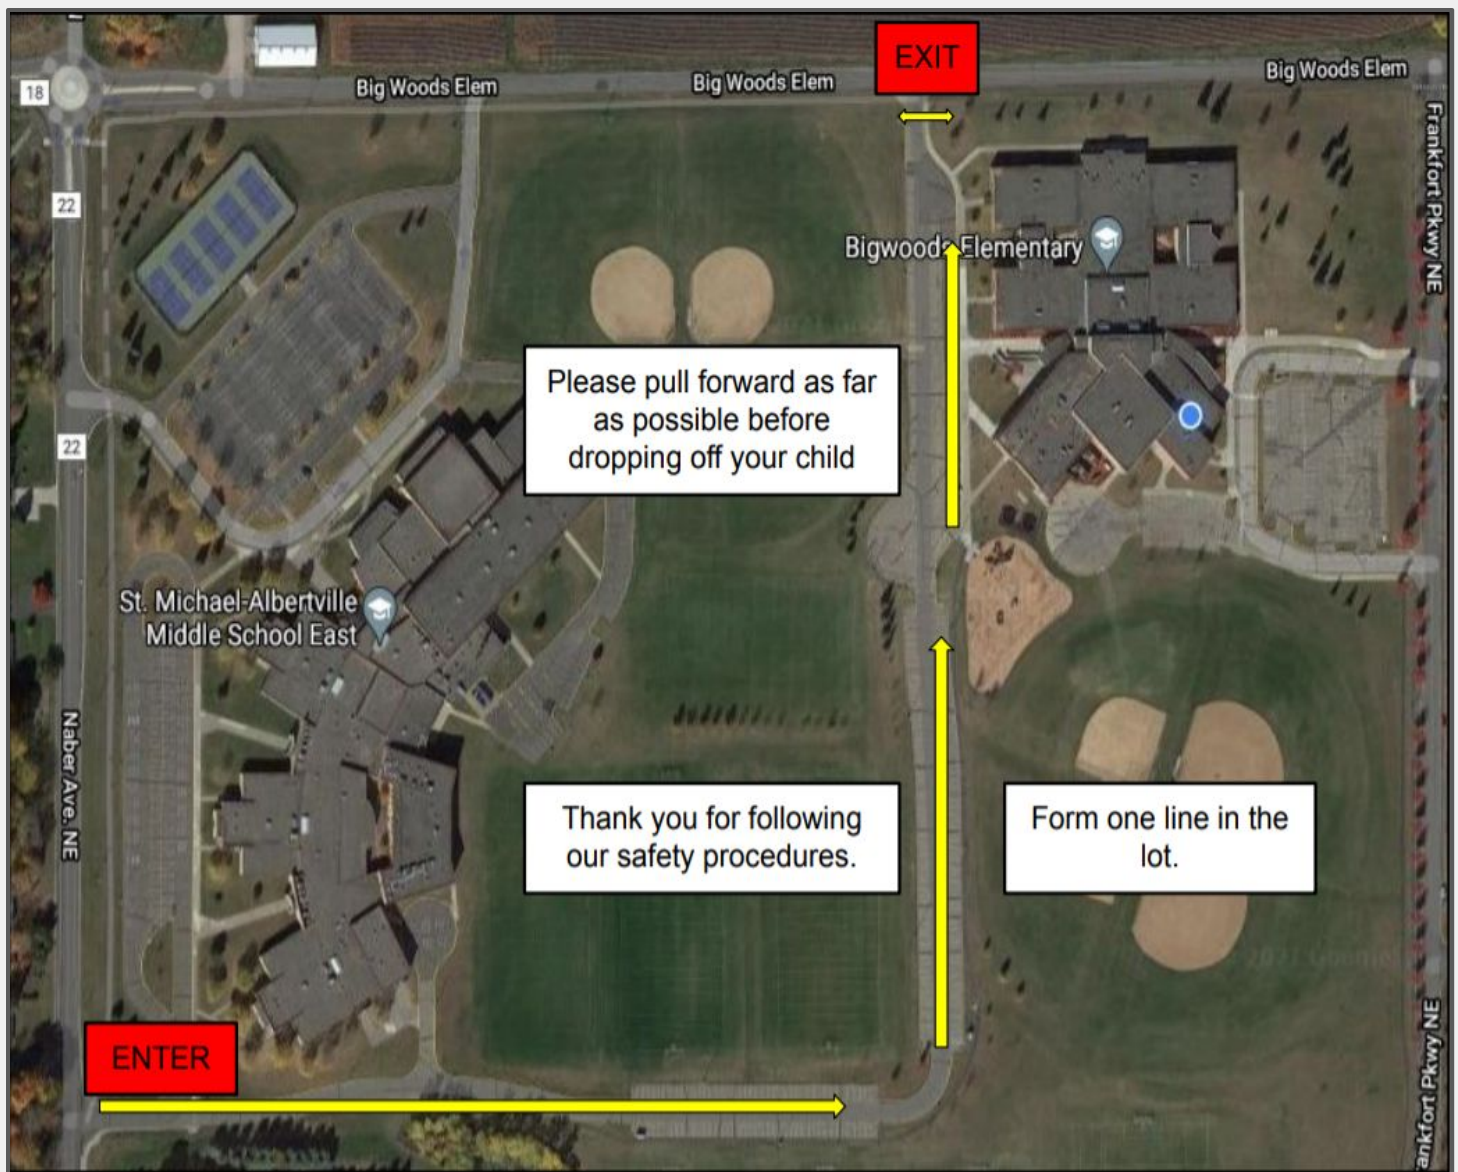 EXIT
Big Woods Elem
Big Woods Elem
Big Woods Elem
18
Frankfort Pkwy NE
22
Bigwoods Elementary
Please pull forward as far
as possible before
dropping off your child
22
St. Michael-Albertville
Middle School East
Naber Ave. NE
Thank you for following
our safety procedures.
Form one line in the
lot.
ankfort Pkwy NE
ENTER